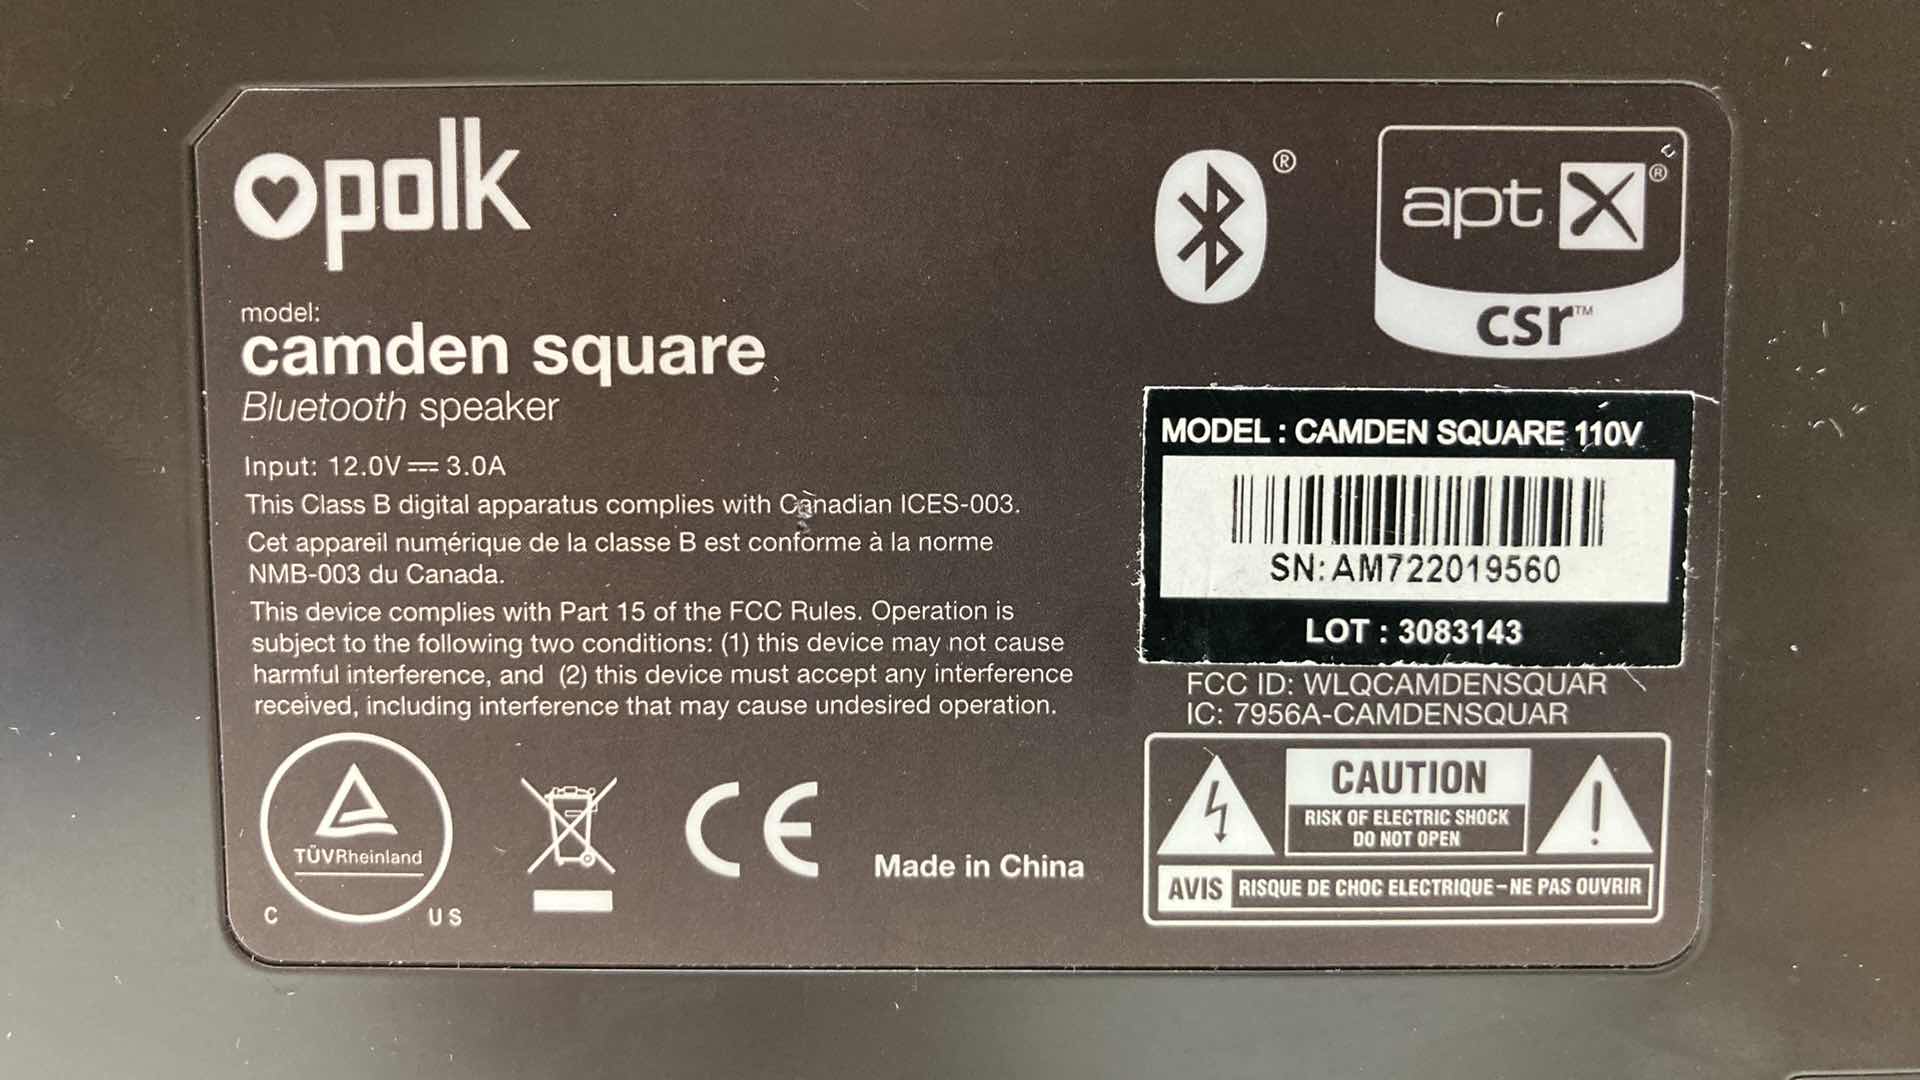 polk
model:
camden square
Bluetooth speaker
Input: 12.0V ⎓ 3.0A
This Class B digital apparatus complies with Canadian ICES-003.
Cet appareil numérique de la classe B est conforme à la norme
NMB-003 du Canada.
This device complies with Part 15 of the FCC Rules. Operation is
subject to the following two conditions: (1) this device may not cause
harmful interference, and (2) this device must accept any interference
received, including interference that may cause undesired operation.
TÜVRheinland
C US
CE
Made in China
®
aptX®
csr™
MODEL : CAMDEN SQUARE 110V
SN:AM722019560
LOT : 3083143
FCC ID: WLQCAMDENSQUAR
IC: 7956A-CAMDENSQUAR
CAUTION
RISK OF ELECTRIC SHOCK
DO NOT OPEN
AVIS RISQUE DE CHOC ELECTRIQUE–NE PAS OUVRIR